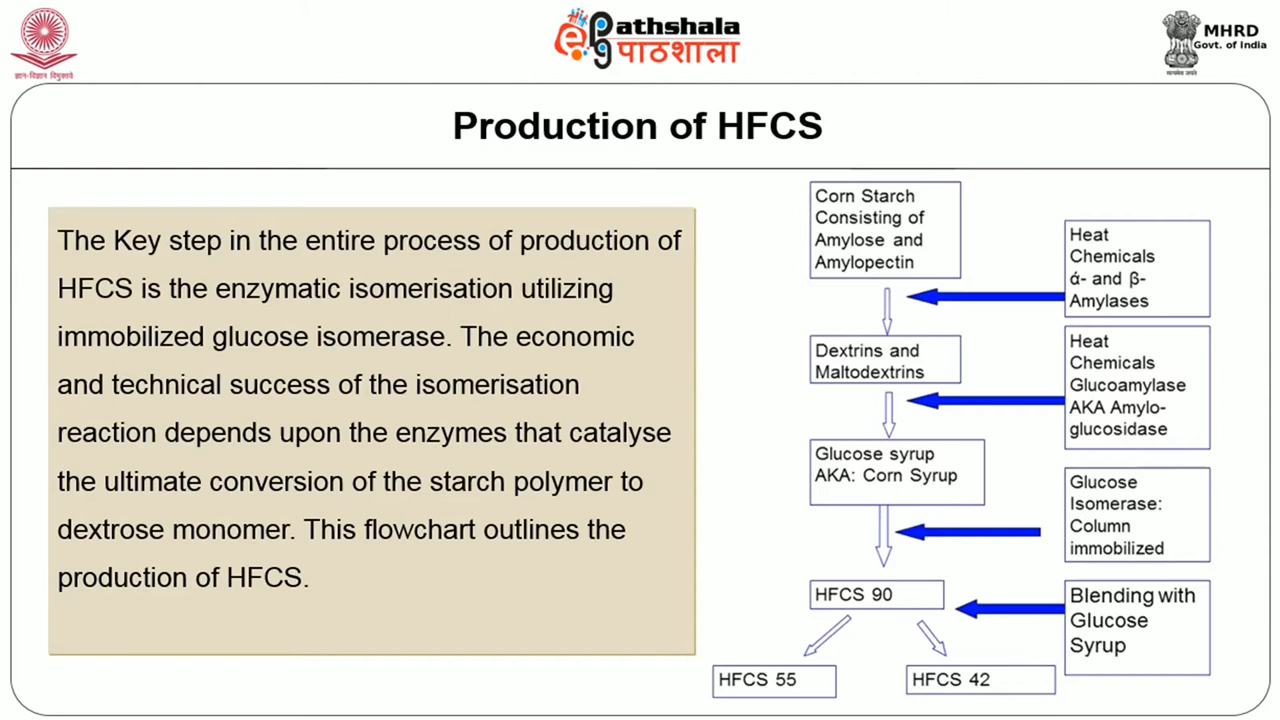 ज्ञान-विज्ञान विमुक्तये
ePathshala
पाठशाला
MHRD
Govt. of India
सत्यमेव जयते
Production of HFCS
The Key step in the entire process of production of
HFCS is the enzymatic isomerisation utilizing
immobilized glucose isomerase. The economic
and technical success of the isomerisation
reaction depends upon the enzymes that catalyse
the ultimate conversion of the starch polymer to
dextrose monomer. This flowchart outlines the
production of HFCS.
Corn Starch
Consisting of
Amylose and
Amylopectin
Heat
Chemicals
ά- and β-
Amylases
Dextrins and
Maltodextrins
Heat
Chemicals
Glucoamylase
AKA Amylo-
glucosidase
Glucose syrup
AKA: Corn Syrup
Glucose
Isomerase:
Column
immobilized
HFCS 90
Blending with
Glucose
Syrup
HFCS 55
HFCS 42